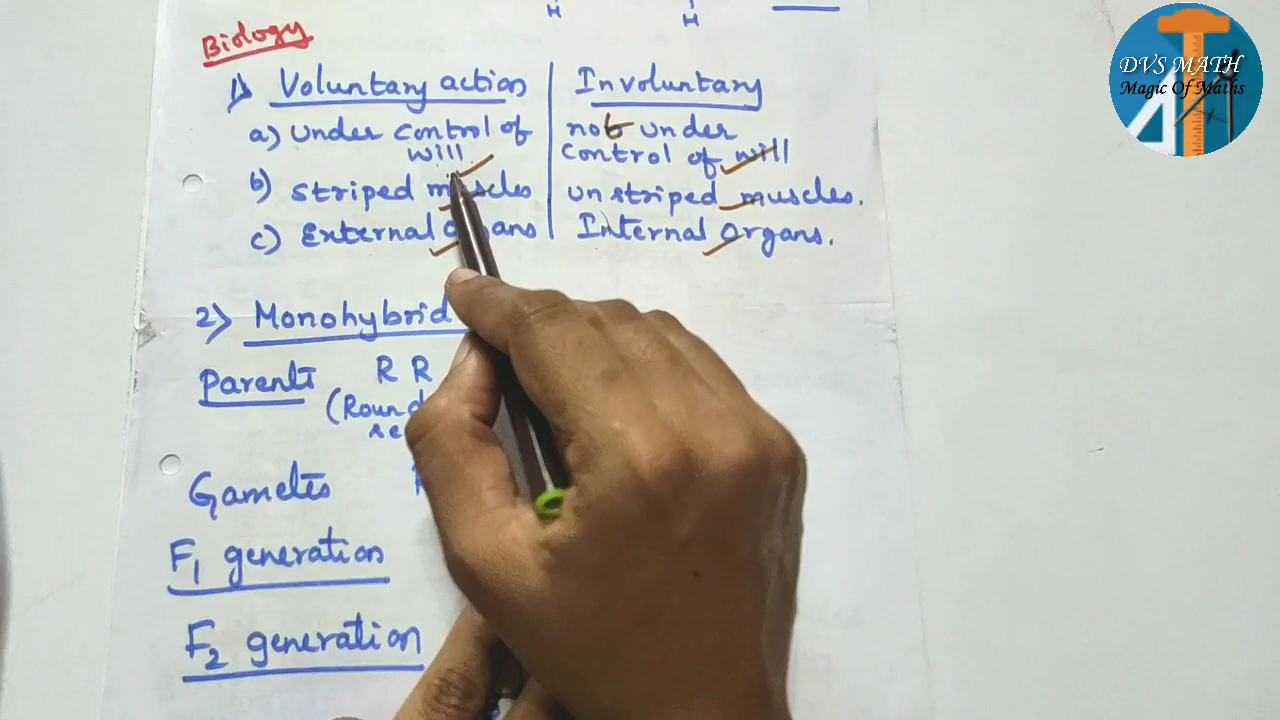 H H
Biology
1) Voluntary action Involuntary
a) under control of will not under control of will
b) striped muscles unstriped muscles.
c) External organs Internal organs.
2) Monohybrid
Parents RR
(Round
Gametes
F1 generation
F2 generation
DVS MATH
Magic Of Maths